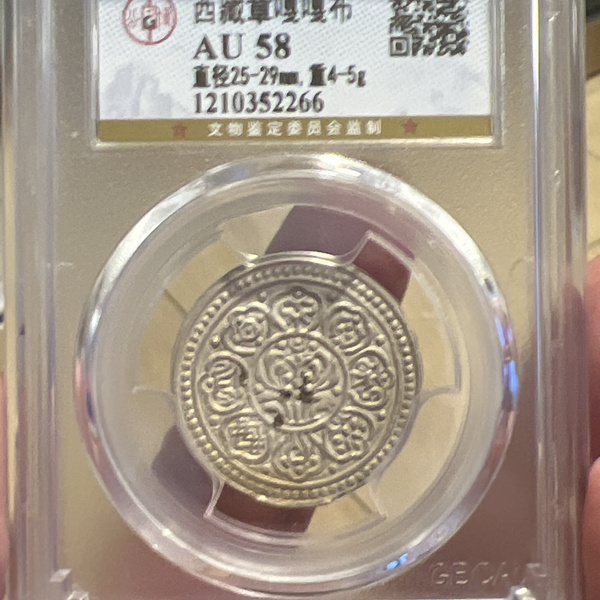 西藏章嘎嘎布
AU 58
直径25-29mm,重4-5g
1210352266
文物鉴定委员会监制
GBCA